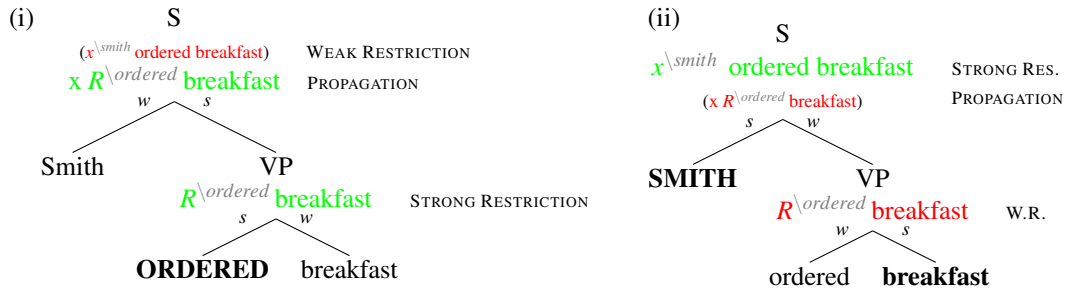 (i)
S
(x\smith ordered breakfast) WEAK RESTRICTION
x R\ordered breakfast PROPAGATION
w s
Smith VP
R\ordered breakfast STRONG RESTRICTION
s w
ORDERED breakfast
(ii)
S
x\smith ordered breakfast STRONG RES.
(x R\ordered breakfast) PROPAGATION
s w
SMITH VP
R\ordered breakfast W.R.
w s
ordered breakfast